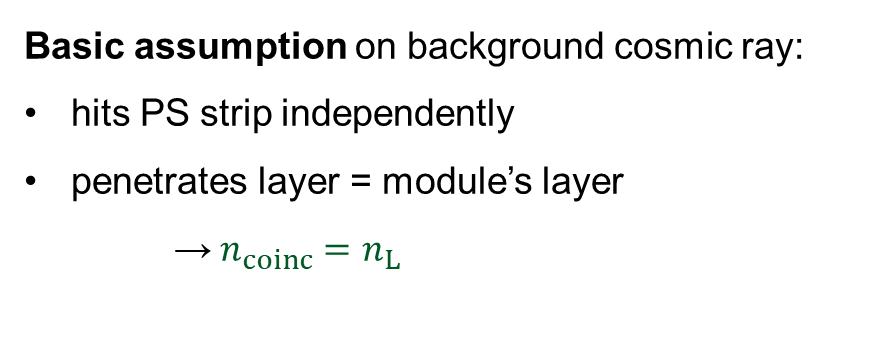 Basic assumption on background cosmic ray:
• hits PS strip independently
• penetrates layer = module’s layer
→ n_coinc = n_L